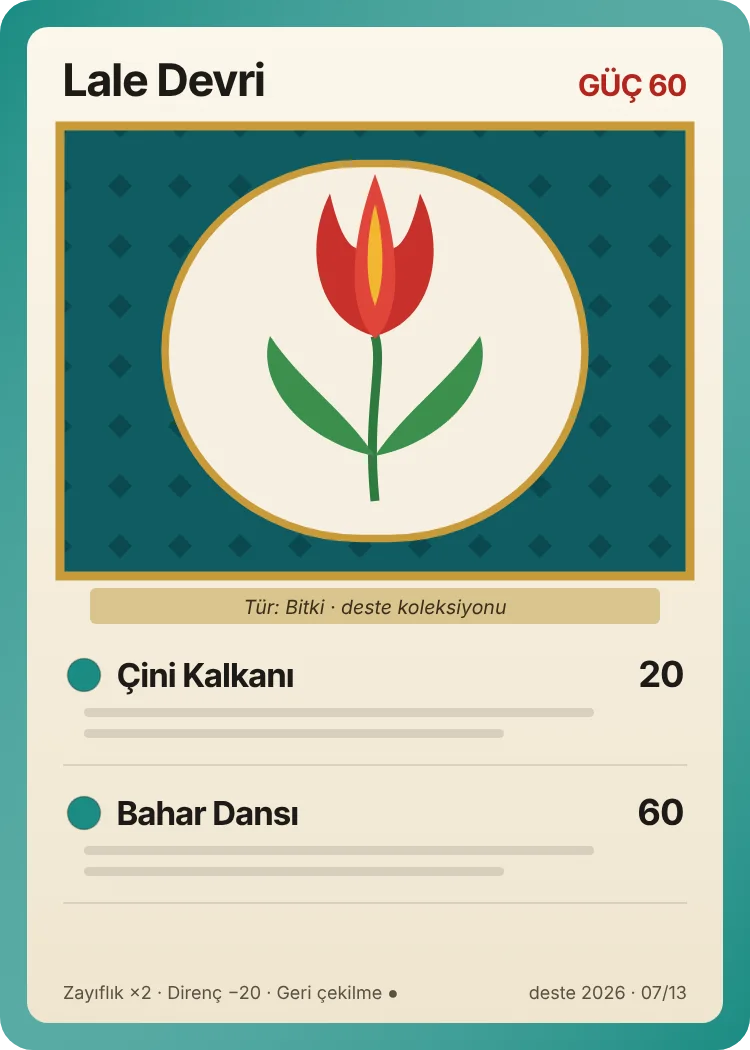 Lale Devri
GÜÇ 60
Tür: Bitki · deste koleksiyonu
Çini Kalkanı 20
Bahar Dansı 60
Zayıflık ×2 · Direnç −20 · Geri çekilme ●
deste 2026 · 07/13